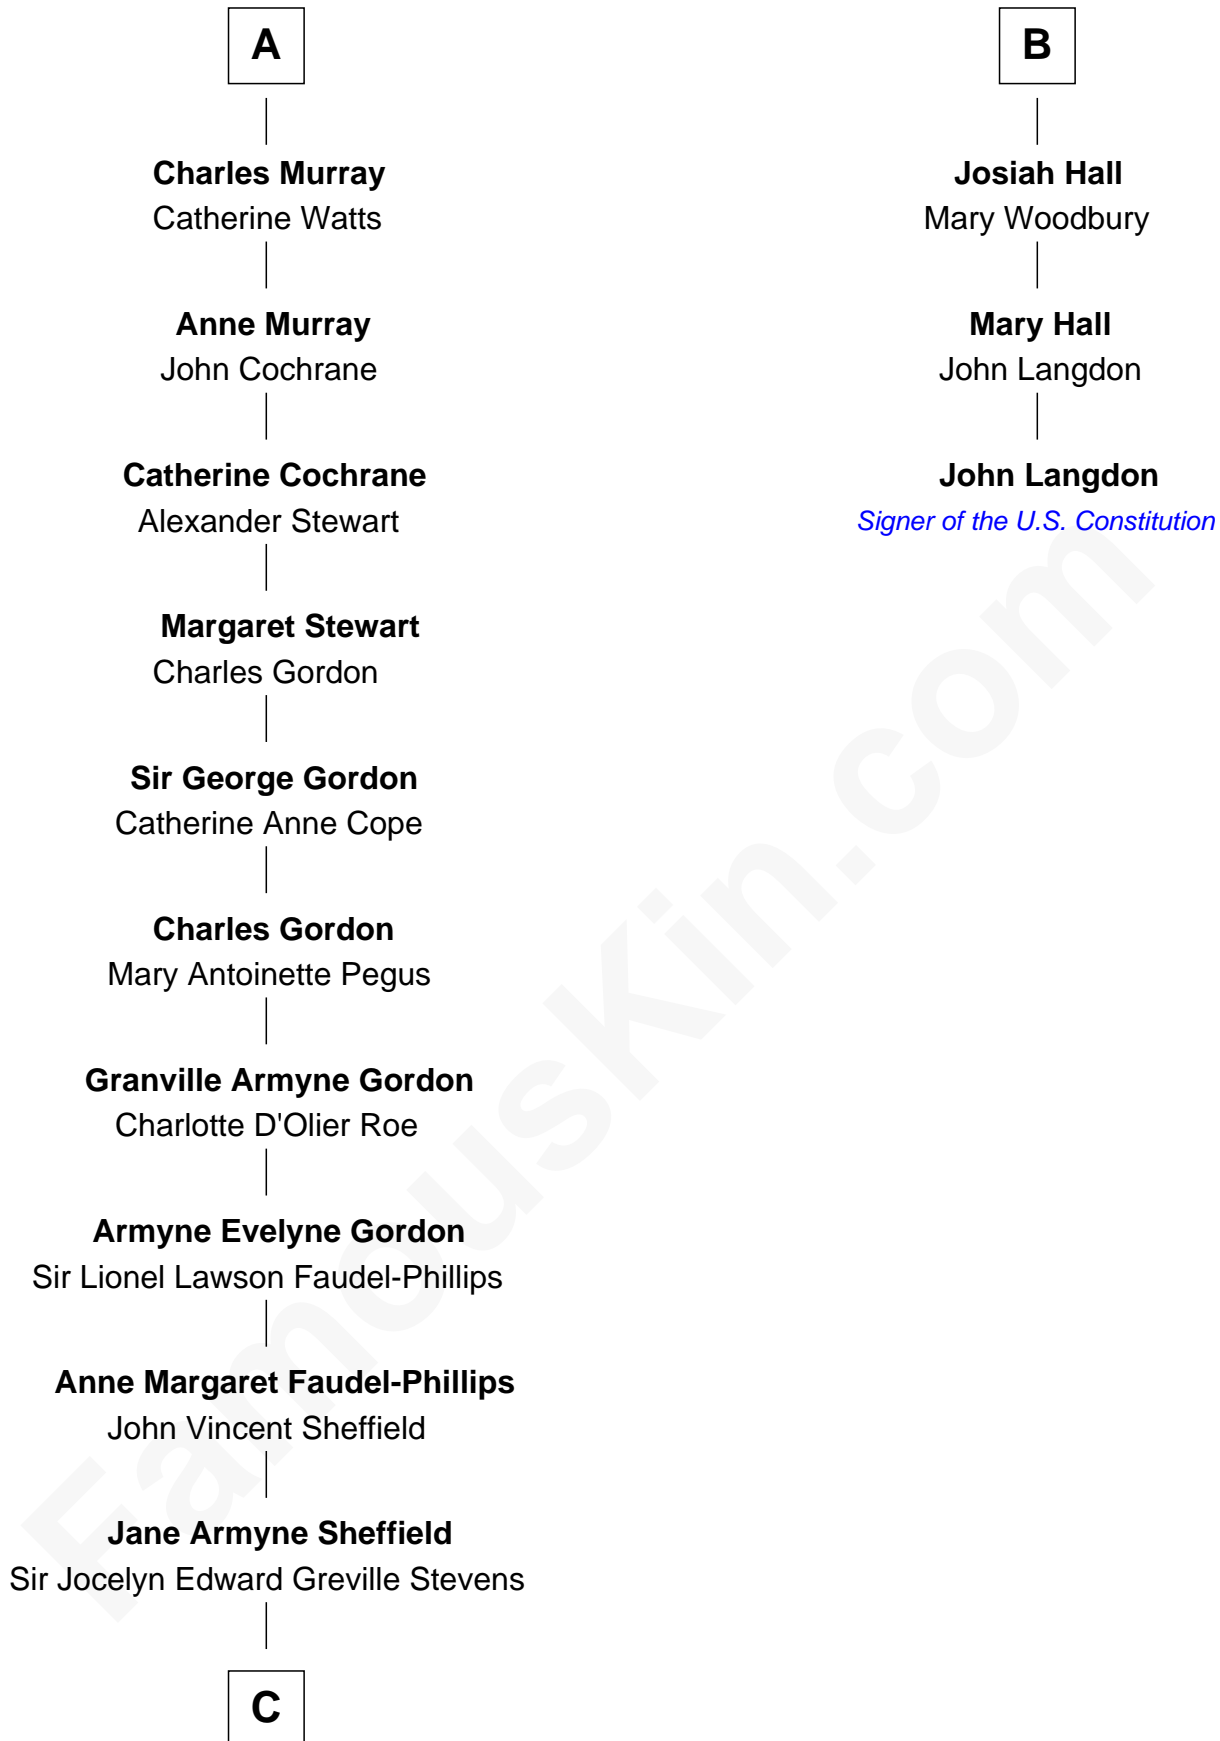 A
Charles Murray
Catherine Watts
Anne Murray
John Cochrane
Catherine Cochrane
Alexander Stewart
Margaret Stewart
Charles Gordon
Sir George Gordon
Catherine Anne Cope
Charles Gordon
Mary Antoinette Pegus
Granville Armyne Gordon
Charlotte D'Olier Roe
Armyne Evelyne Gordon
Sir Lionel Lawson Faudel-Phillips
Anne Margaret Faudel-Phillips
John Vincent Sheffield
Jane Armyne Sheffield
Sir Jocelyn Edward Greville Stevens
C
B
Josiah Hall
Mary Woodbury
Mary Hall
John Langdon
John Langdon
Signer of the U.S. Constitution
FamousKin.com